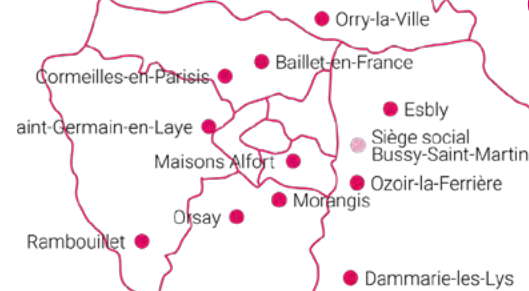 Orry-la-Ville
Baillet-en-France
Cormeilles-en-Parisis
Esbly
aint-Germain-en-Laye
Siège social
Bussy-Saint-Martin
Maisons Alfort
Ozoir-la-Ferrière
Morangis
Orsay
Rambouillet
Dammarie-les-Lys